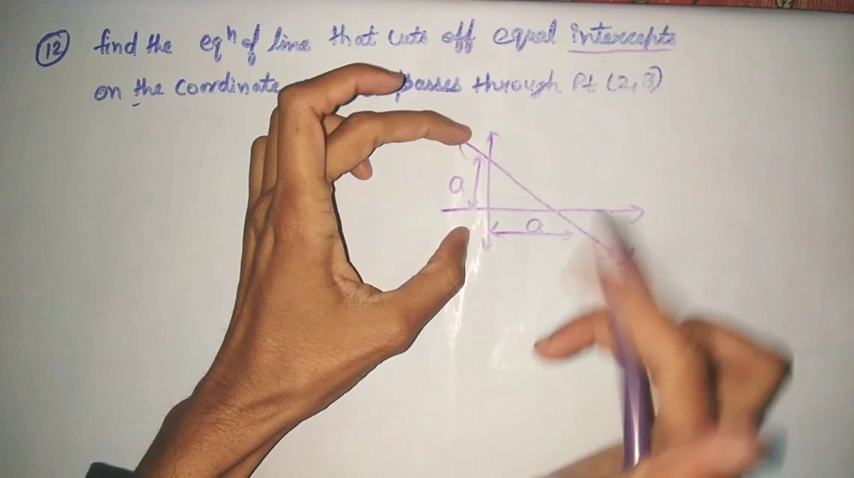 12 find the eqⁿ of line that cuts off equal intercepts
on the coordinate passes through Pt (2,3)
a
a